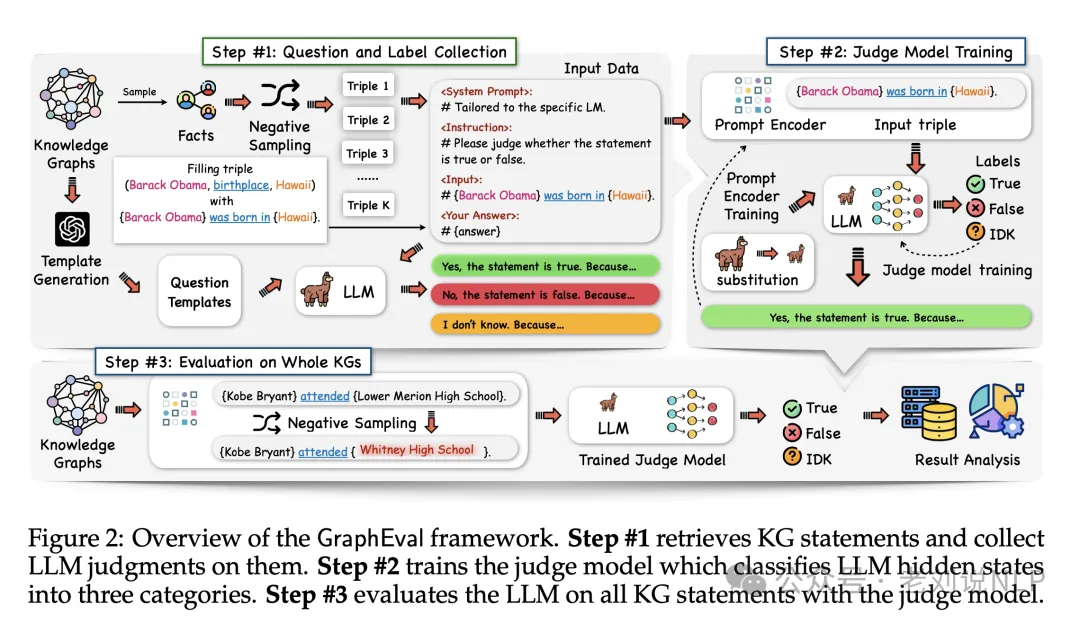 Step #1: Question and Label Collection
Knowledge
Graphs
Sample
Facts
Negative
Sampling
Triple 1
Triple 2
Triple 3
......
Triple K
Filling triple
(Barack Obama, birthplace, Hawaii)
with
{Barack Obama} was born in {Hawaii}.
Template
Generation
Question
Templates
LLM
Input Data
<System Prompt>:
# Tailored to the specific LM.
<Instruction>:
# Please judge whether the statement
is true or false.
<Input>:
# {Barack Obama} was born in {Hawaii}.
<Your Answer>:
# {answer}
Yes, the statement is true. Because...
No, the statement is false. Because...
I don't know. Because...
Step #2: Judge Model Training
{Barack Obama} was born in {Hawaii}.
Prompt Encoder
Input triple
Prompt
Encoder
Training
LLM
Labels
True
False
IDK
substitution
Judge model training
Yes, the statement is true. Because...
Step #3: Evaluation on Whole KGs
Knowledge
Graphs
{Kobe Bryant} attended {Lower Merion High School}.
Negative Sampling
{Kobe Bryant} attended { Whitney High School }.
LLM
Trained Judge Model
True
False
IDK
Result Analysis
Figure 2: Overview of the GraphEval framework. Step #1 retrieves KG statements and collect
LLM judgments on them. Step #2 trains the judge model which classifies LLM hidden states
into three categories. Step #3 evaluates the LLM on all KG statements with the judge model.
公众号 · 老刘说NLP